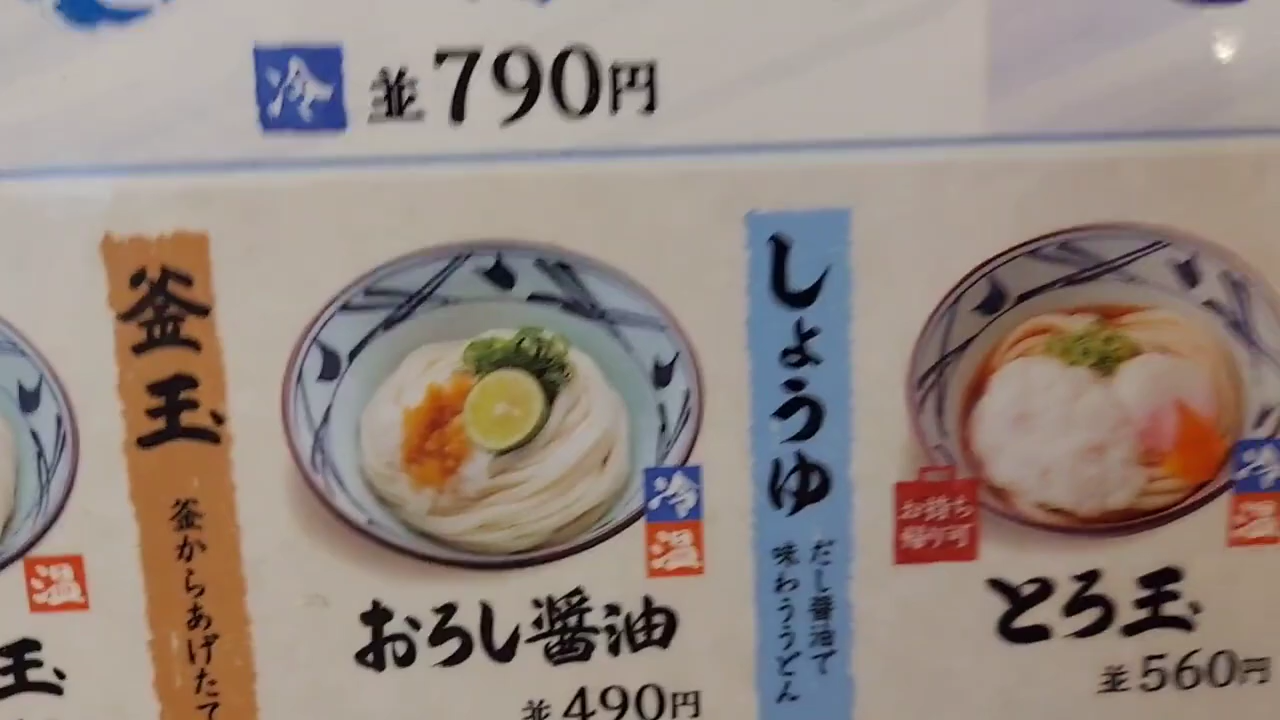 冷 並790円
釜玉
釜からあげたて
冷
温
おろし醤油
並490円
しょうゆ
だし醤油で
味わううどん
お持ち
帰り可
冷
温
とろ玉
並560円
温
玉